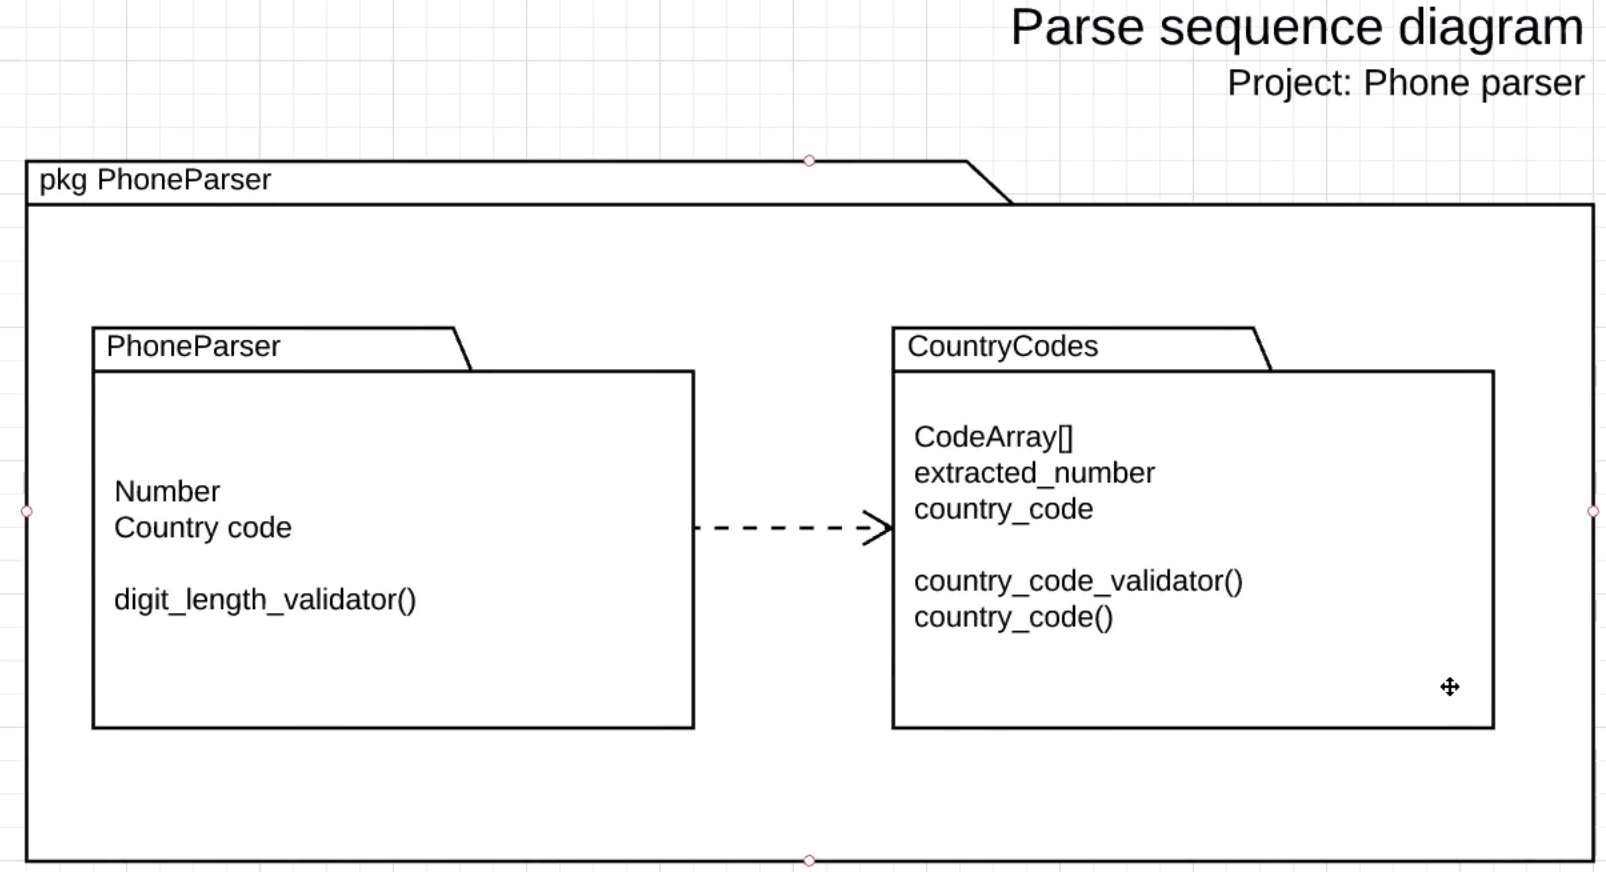 Parse sequence diagram
Project: Phone parser
pkg PhoneParser
PhoneParser
Number
Country code
digit_length_validator()
CountryCodes
CodeArray[]
extracted_number
country_code
country_code_validator()
country_code()